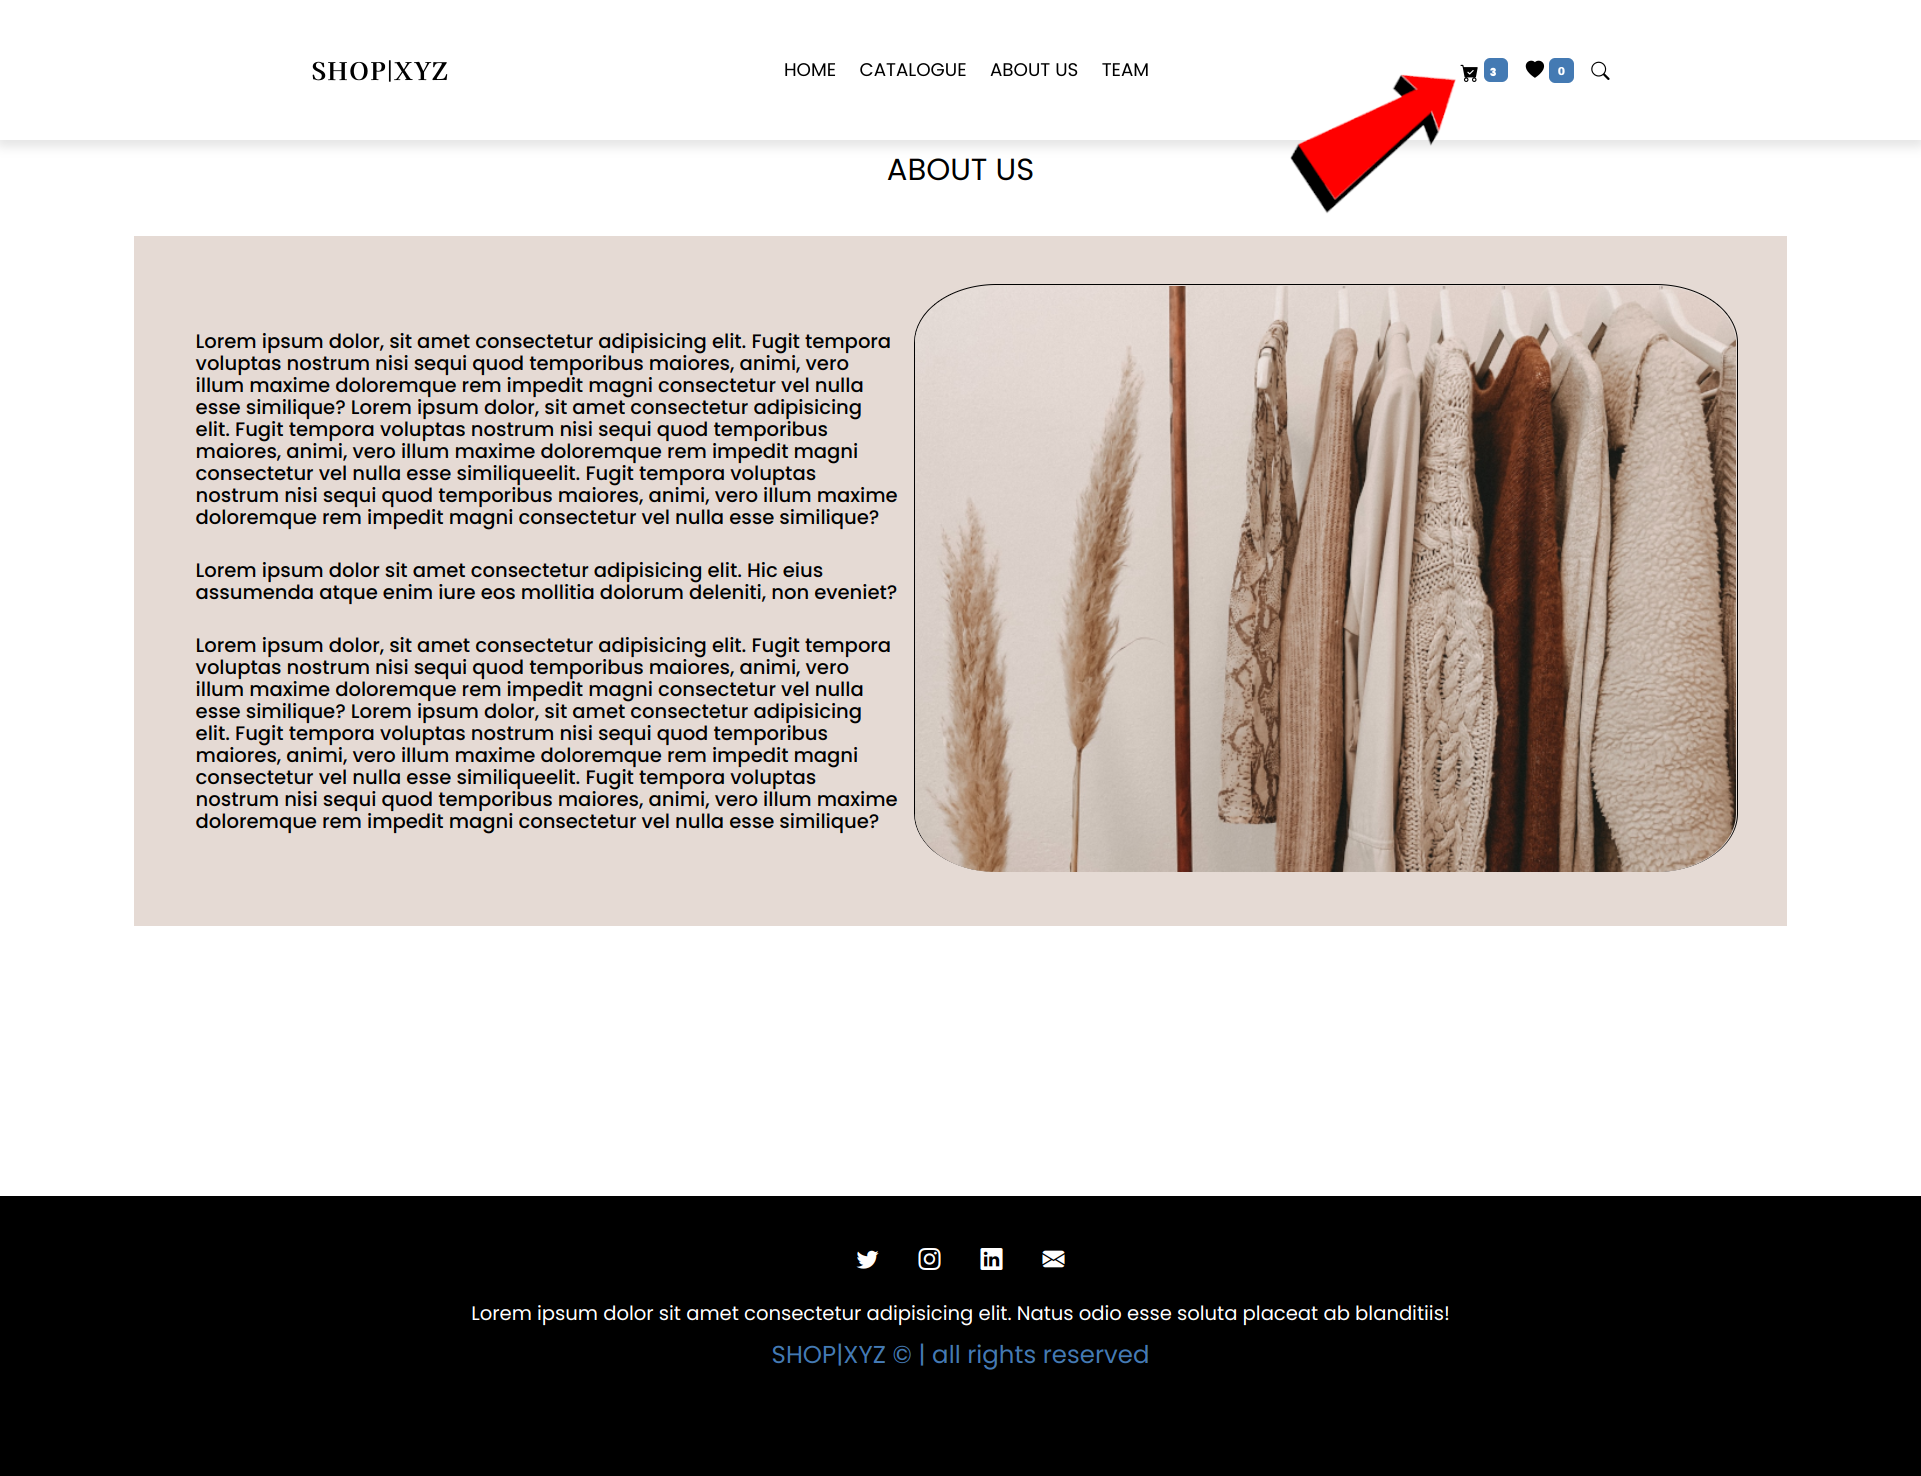 SHOP|XYZ
HOME CATALOGUE ABOUT US TEAM
3 0
ABOUT US
Lorem ipsum dolor, sit amet consectetur adipisicing elit. Fugit tempora
voluptas nostrum nisi sequi quod temporibus maiores, animi, vero
illum maxime doloremque rem impedit magni consectetur vel nulla
esse similique? Lorem ipsum dolor, sit amet consectetur adipisicing
elit. Fugit tempora voluptas nostrum nisi sequi quod temporibus
maiores, animi, vero illum maxime doloremque rem impedit magni
consectetur vel nulla esse similiqueelit. Fugit tempora voluptas
nostrum nisi sequi quod temporibus maiores, animi, vero illum maxime
doloremque rem impedit magni consectetur vel nulla esse similique?
Lorem ipsum dolor sit amet consectetur adipisicing elit. Hic eius
assumenda atque enim iure eos mollitia dolorum deleniti, non eveniet?
Lorem ipsum dolor, sit amet consectetur adipisicing elit. Fugit tempora
voluptas nostrum nisi sequi quod temporibus maiores, animi, vero
illum maxime doloremque rem impedit magni consectetur vel nulla
esse similique? Lorem ipsum dolor, sit amet consectetur adipisicing
elit. Fugit tempora voluptas nostrum nisi sequi quod temporibus
maiores, animi, vero illum maxime doloremque rem impedit magni
consectetur vel nulla esse similiqueelit. Fugit tempora voluptas
nostrum nisi sequi quod temporibus maiores, animi, vero illum maxime
doloremque rem impedit magni consectetur vel nulla esse similique?
Lorem ipsum dolor sit amet consectetur adipisicing elit. Natus odio esse soluta placeat ab blanditiis!
SHOP|XYZ © | all rights reserved